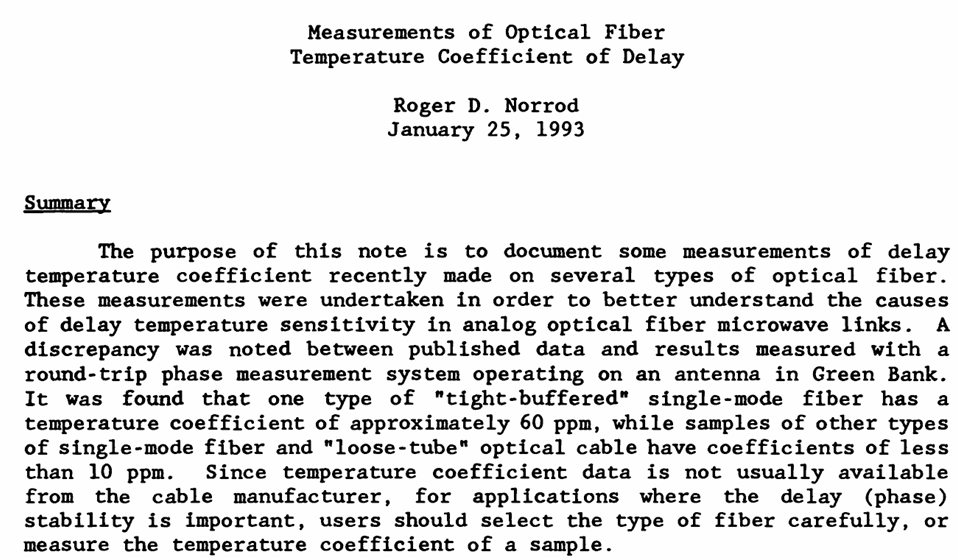 Measurements of Optical Fiber
Temperature Coefficient of Delay
Roger D. Norrod
January 25, 1993
Summary
The purpose of this note is to document some measurements of delay
temperature coefficient recently made on several types of optical fiber.
These measurements were undertaken in order to better understand the causes
of delay temperature sensitivity in analog optical fiber microwave links. A
discrepancy was noted between published data and results measured with a
round-trip phase measurement system operating on an antenna in Green Bank.
It was found that one type of "tight-buffered" single-mode fiber has a
temperature coefficient of approximately 60 ppm, while samples of other types
of single-mode fiber and "loose-tube" optical cable have coefficients of less
than 10 ppm. Since temperature coefficient data is not usually available
from the cable manufacturer, for applications where the delay (phase)
stability is important, users should select the type of fiber carefully, or
measure the temperature coefficient of a sample.